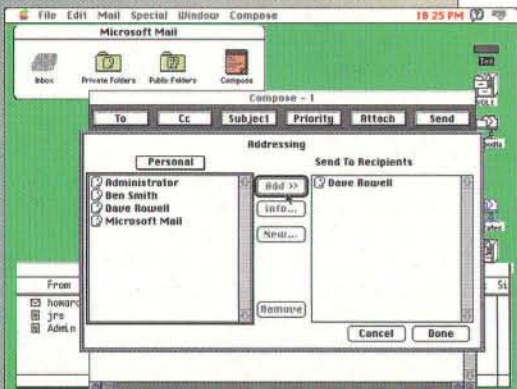 File Edit Mail Special Window Compose
18 25 PM
Microsoft Mail
Inbox
Private Folders
Public Folders
Compose
Compose - 1
To Cc Subject Priority Attach Send
Addressing
Personal
Send To Recipients
Administrator
Ben Smith
Dave Rowell
Microsoft Mail
Add >>
Info...
New...
Remove
Dave Rowell
Cancel Done
From
jrs
Admin